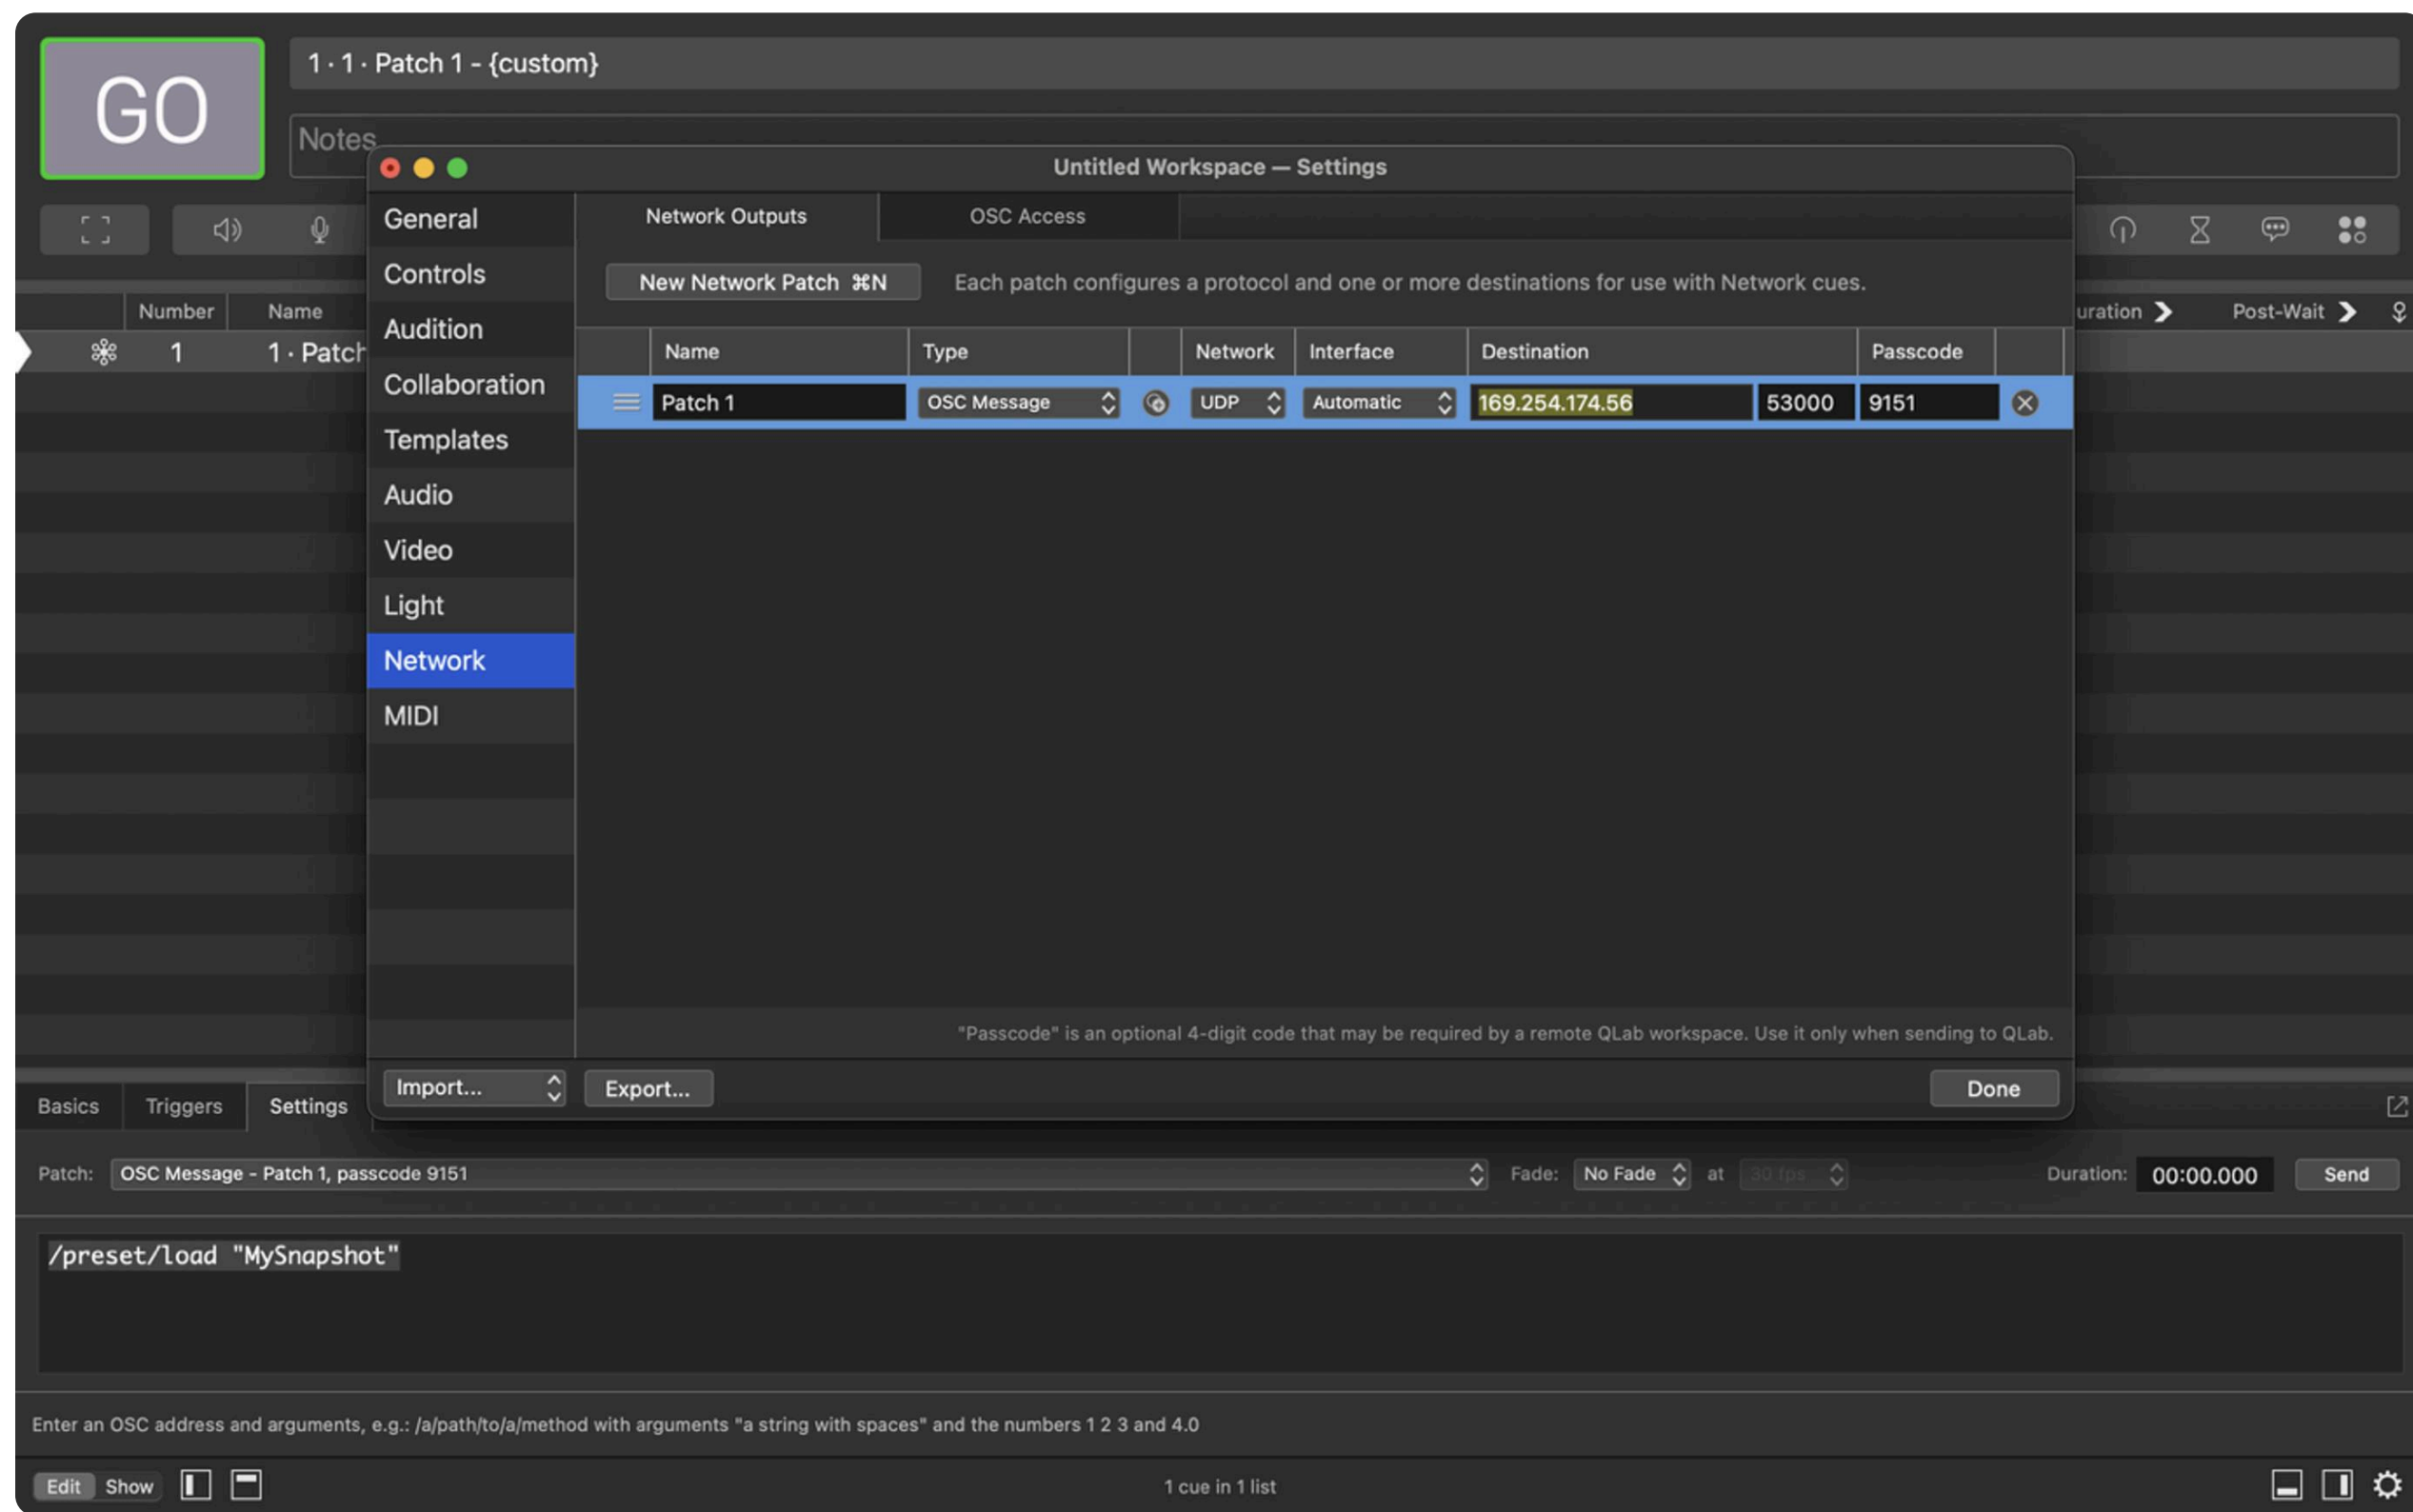 GO
1 · 1 · Patch 1 - {custom}
Notes
Untitled Workspace — Settings
General
Controls
Audition
Collaboration
Templates
Audio
Video
Light
Network
MIDI
Network Outputs OSC Access
New Network Patch ⌘N Each patch configures a protocol and one or more destinations for use with Network cues.
Name Type Network Interface Destination Passcode
Patch 1 OSC Message UDP Automatic 169.254.174.56 53000 9151
"Passcode" is an optional 4-digit code that may be required by a remote QLab workspace. Use it only when sending to QLab.
Import... Export... Done
Number Name uration Post-Wait
1 1 · Patch
Basics Triggers Settings
Patch: OSC Message - Patch 1, passcode 9151 Fade: No Fade at 30 fps Duration: 00:00.000 Send
/preset/load "MySnapshot"
Enter an OSC address and arguments, e.g.: /a/path/to/a/method with arguments "a string with spaces" and the numbers 1 2 3 and 4.0
Edit Show 1 cue in 1 list